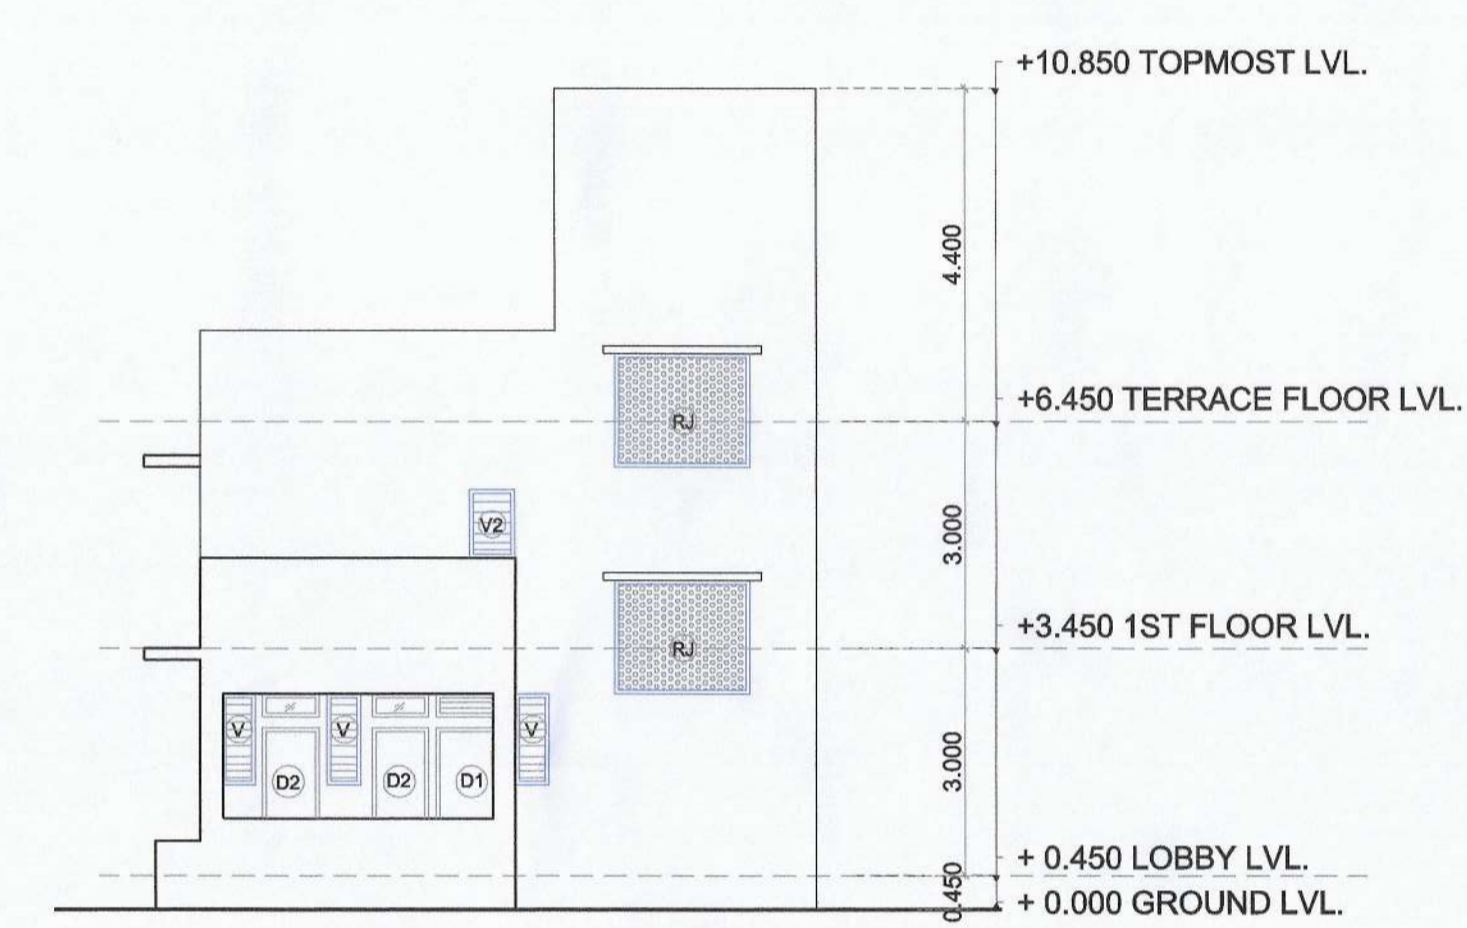 +10.850 TOPMOST LVL.
4.400
RJ
+6.450 TERRACE FLOOR LVL.
V2
3.000
+3.450 1ST FLOOR LVL.
RJ
V
V
V
D2
D2
D1
3.000
+ 0.450 LOBBY LVL.
0.450
+ 0.000 GROUND LVL.